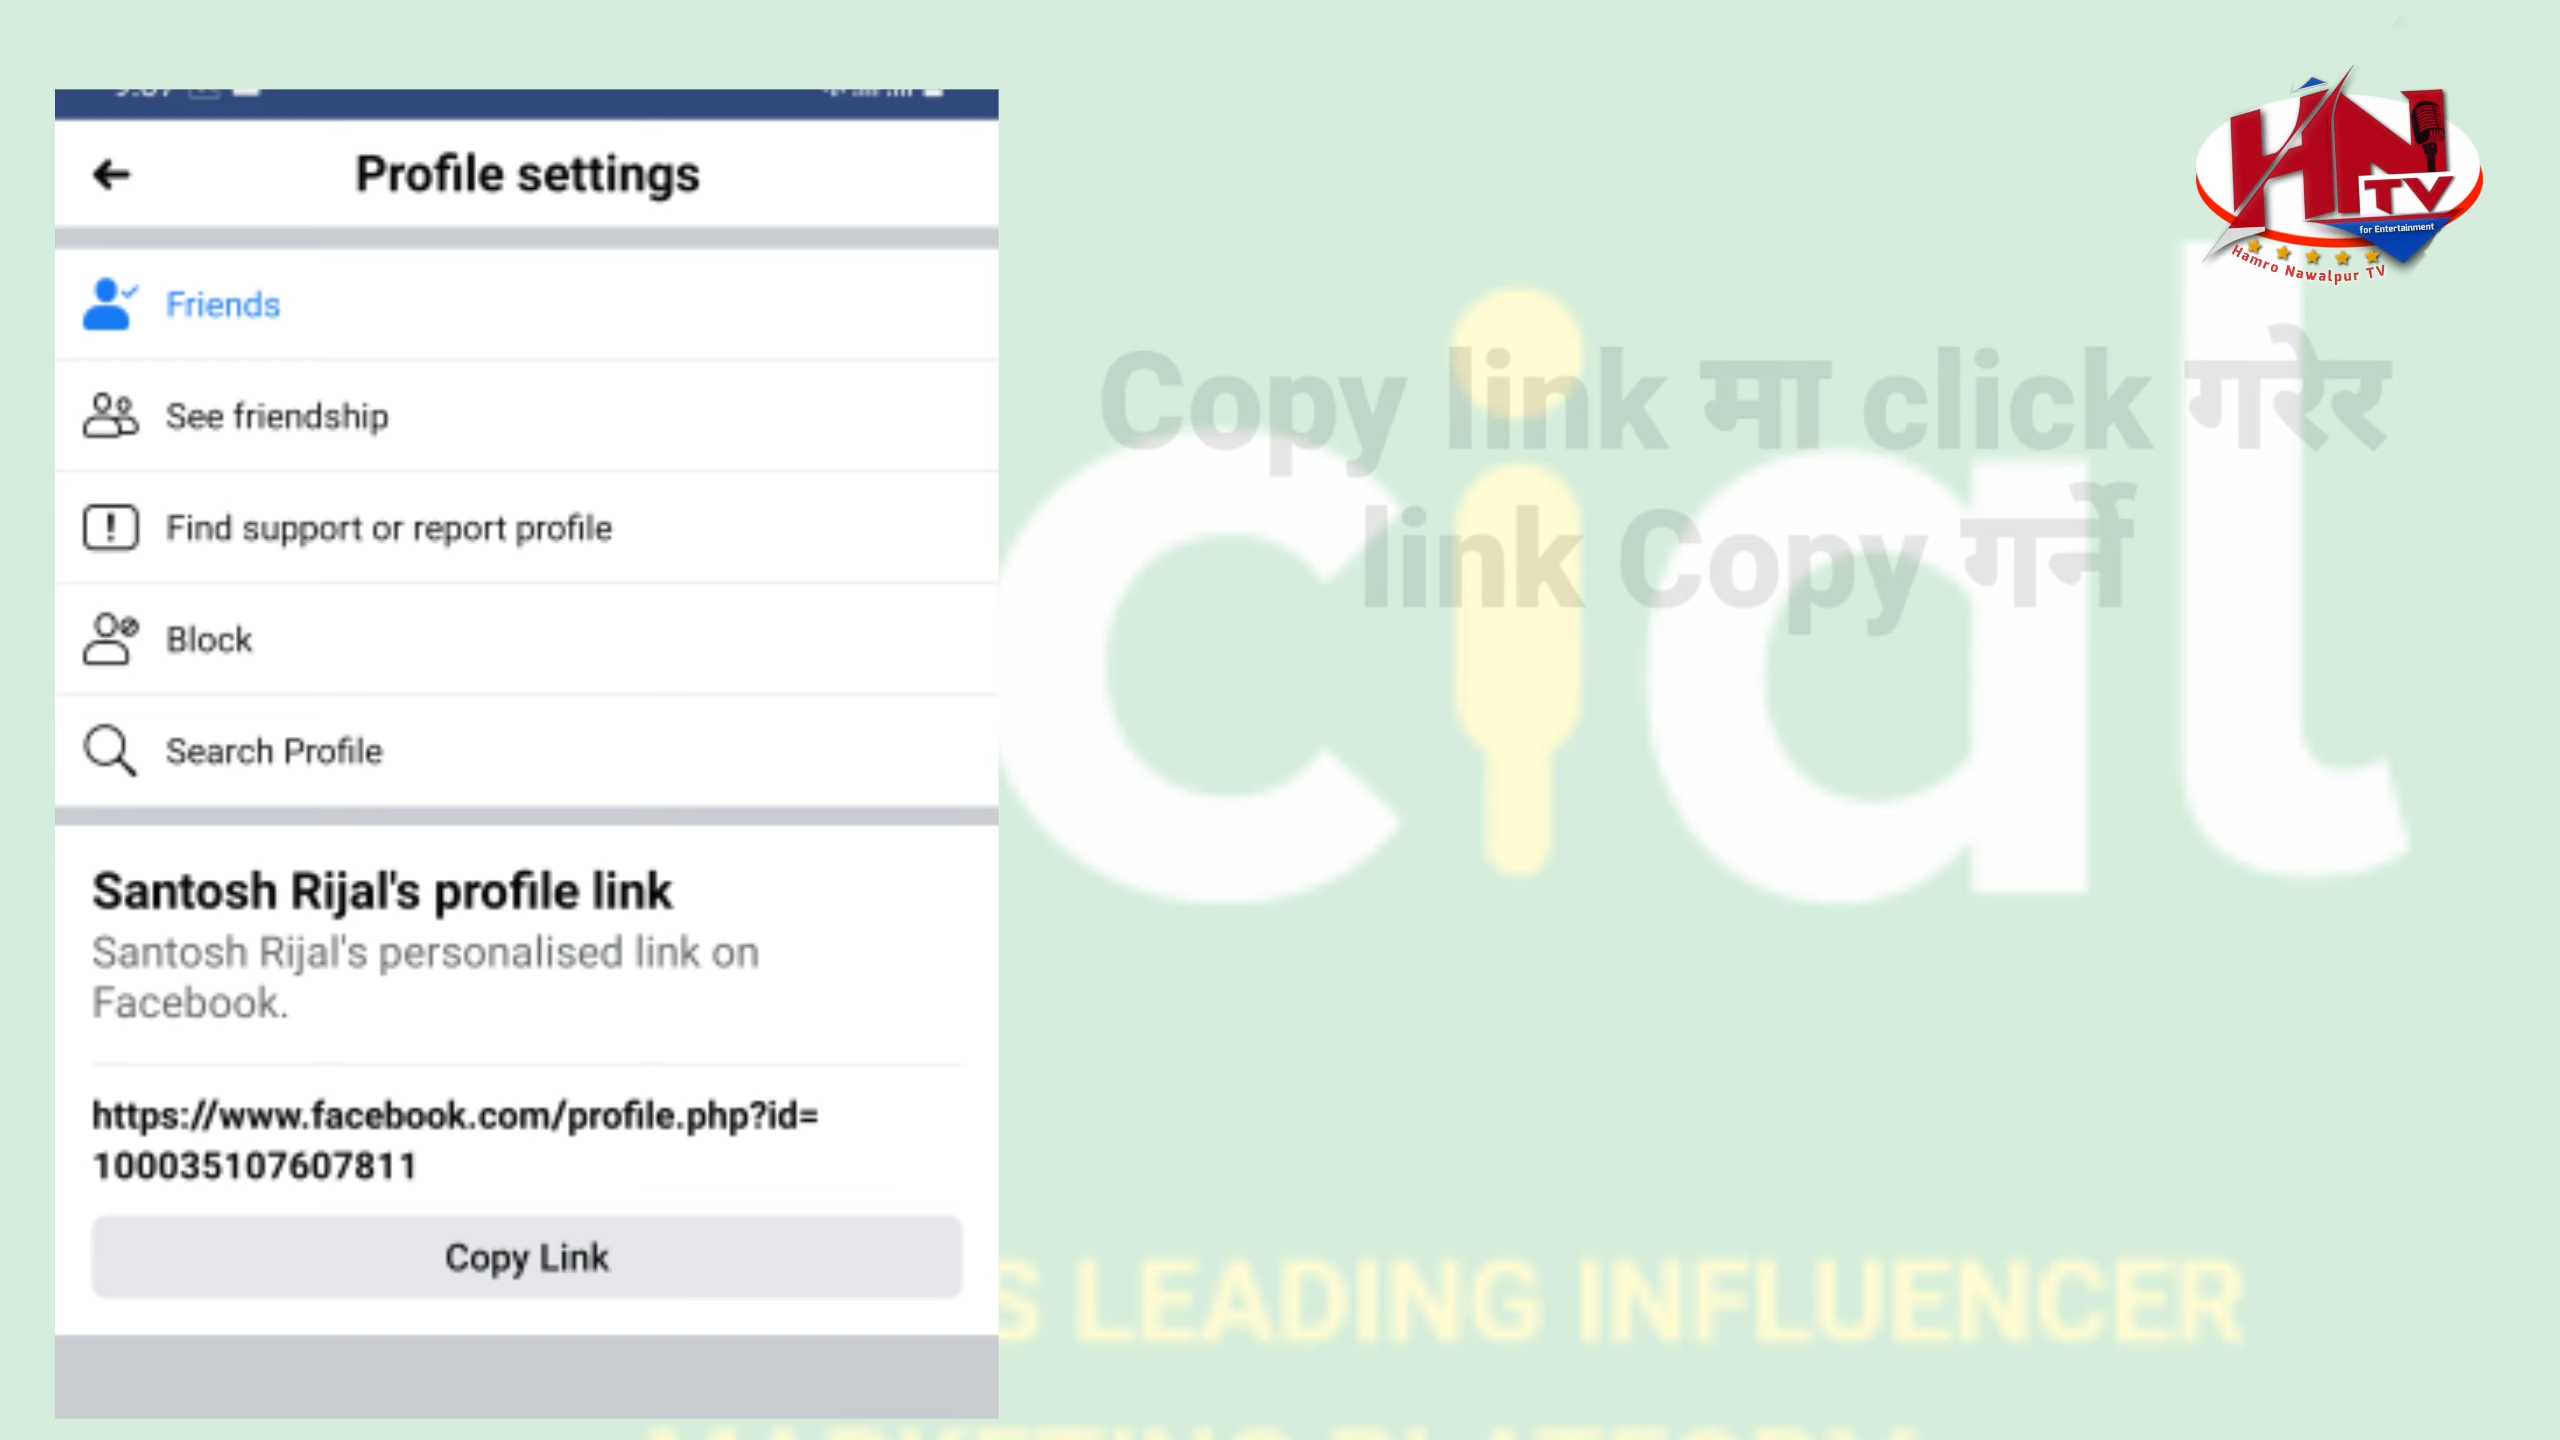 Profile settings
Friends
See friendship
Find support or report profile
Block
Search Profile
Santosh Rijal's profile link
Santosh Rijal's personalised link on
Facebook.
https://www.facebook.com/profile.php?id=
100035107607811
Copy Link
HN
TV
for Entertainment
Hamro Nawalpur TV
Copy link मा click गरेर
link Copy गर्ने
cial
S LEADING INFLUENCER